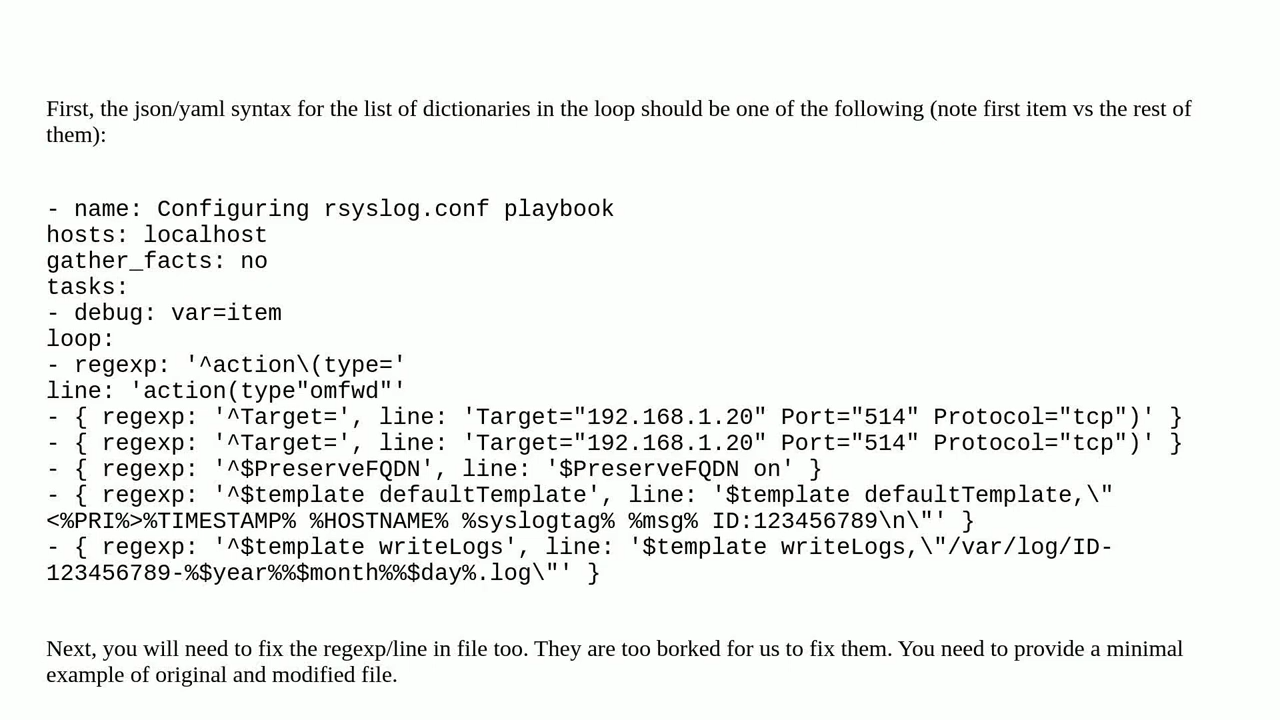 First, the json/yaml syntax for the list of dictionaries in the loop should be one of the following (note first item vs the rest of
them):
- name: Configuring rsyslog.conf playbook
hosts: localhost
gather_facts: no
tasks:
- debug: var=item
loop:
- regexp: '^action\(type='
line: 'action(type"omfwd"'
- { regexp: '^Target=', line: 'Target="192.168.1.20" Port="514" Protocol="tcp")' }
- { regexp: '^Target=', line: 'Target="192.168.1.20" Port="514" Protocol="tcp")' }
- { regexp: '^$PreserveFQDN', line: '$PreserveFQDN on' }
- { regexp: '^$template defaultTemplate', line: '$template defaultTemplate,\"
<%PRI%>%TIMESTAMP% %HOSTNAME% %syslogtag% %msg% ID:123456789\n\"' }
- { regexp: '^$template writeLogs', line: '$template writeLogs,\"/var/log/ID-
123456789-%$year%%$month%%$day%.log\"' }
Next, you will need to fix the regexp/line in file too. They are too borked for us to fix them. You need to provide a minimal
example of original and modified file.